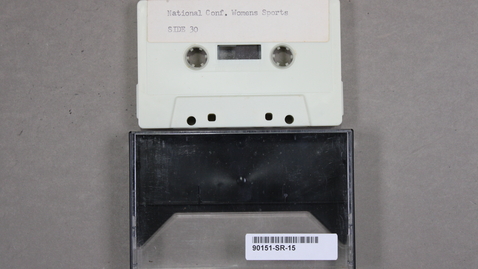 National Conf. Womens Sports
SIDE 30
90151-SR-15